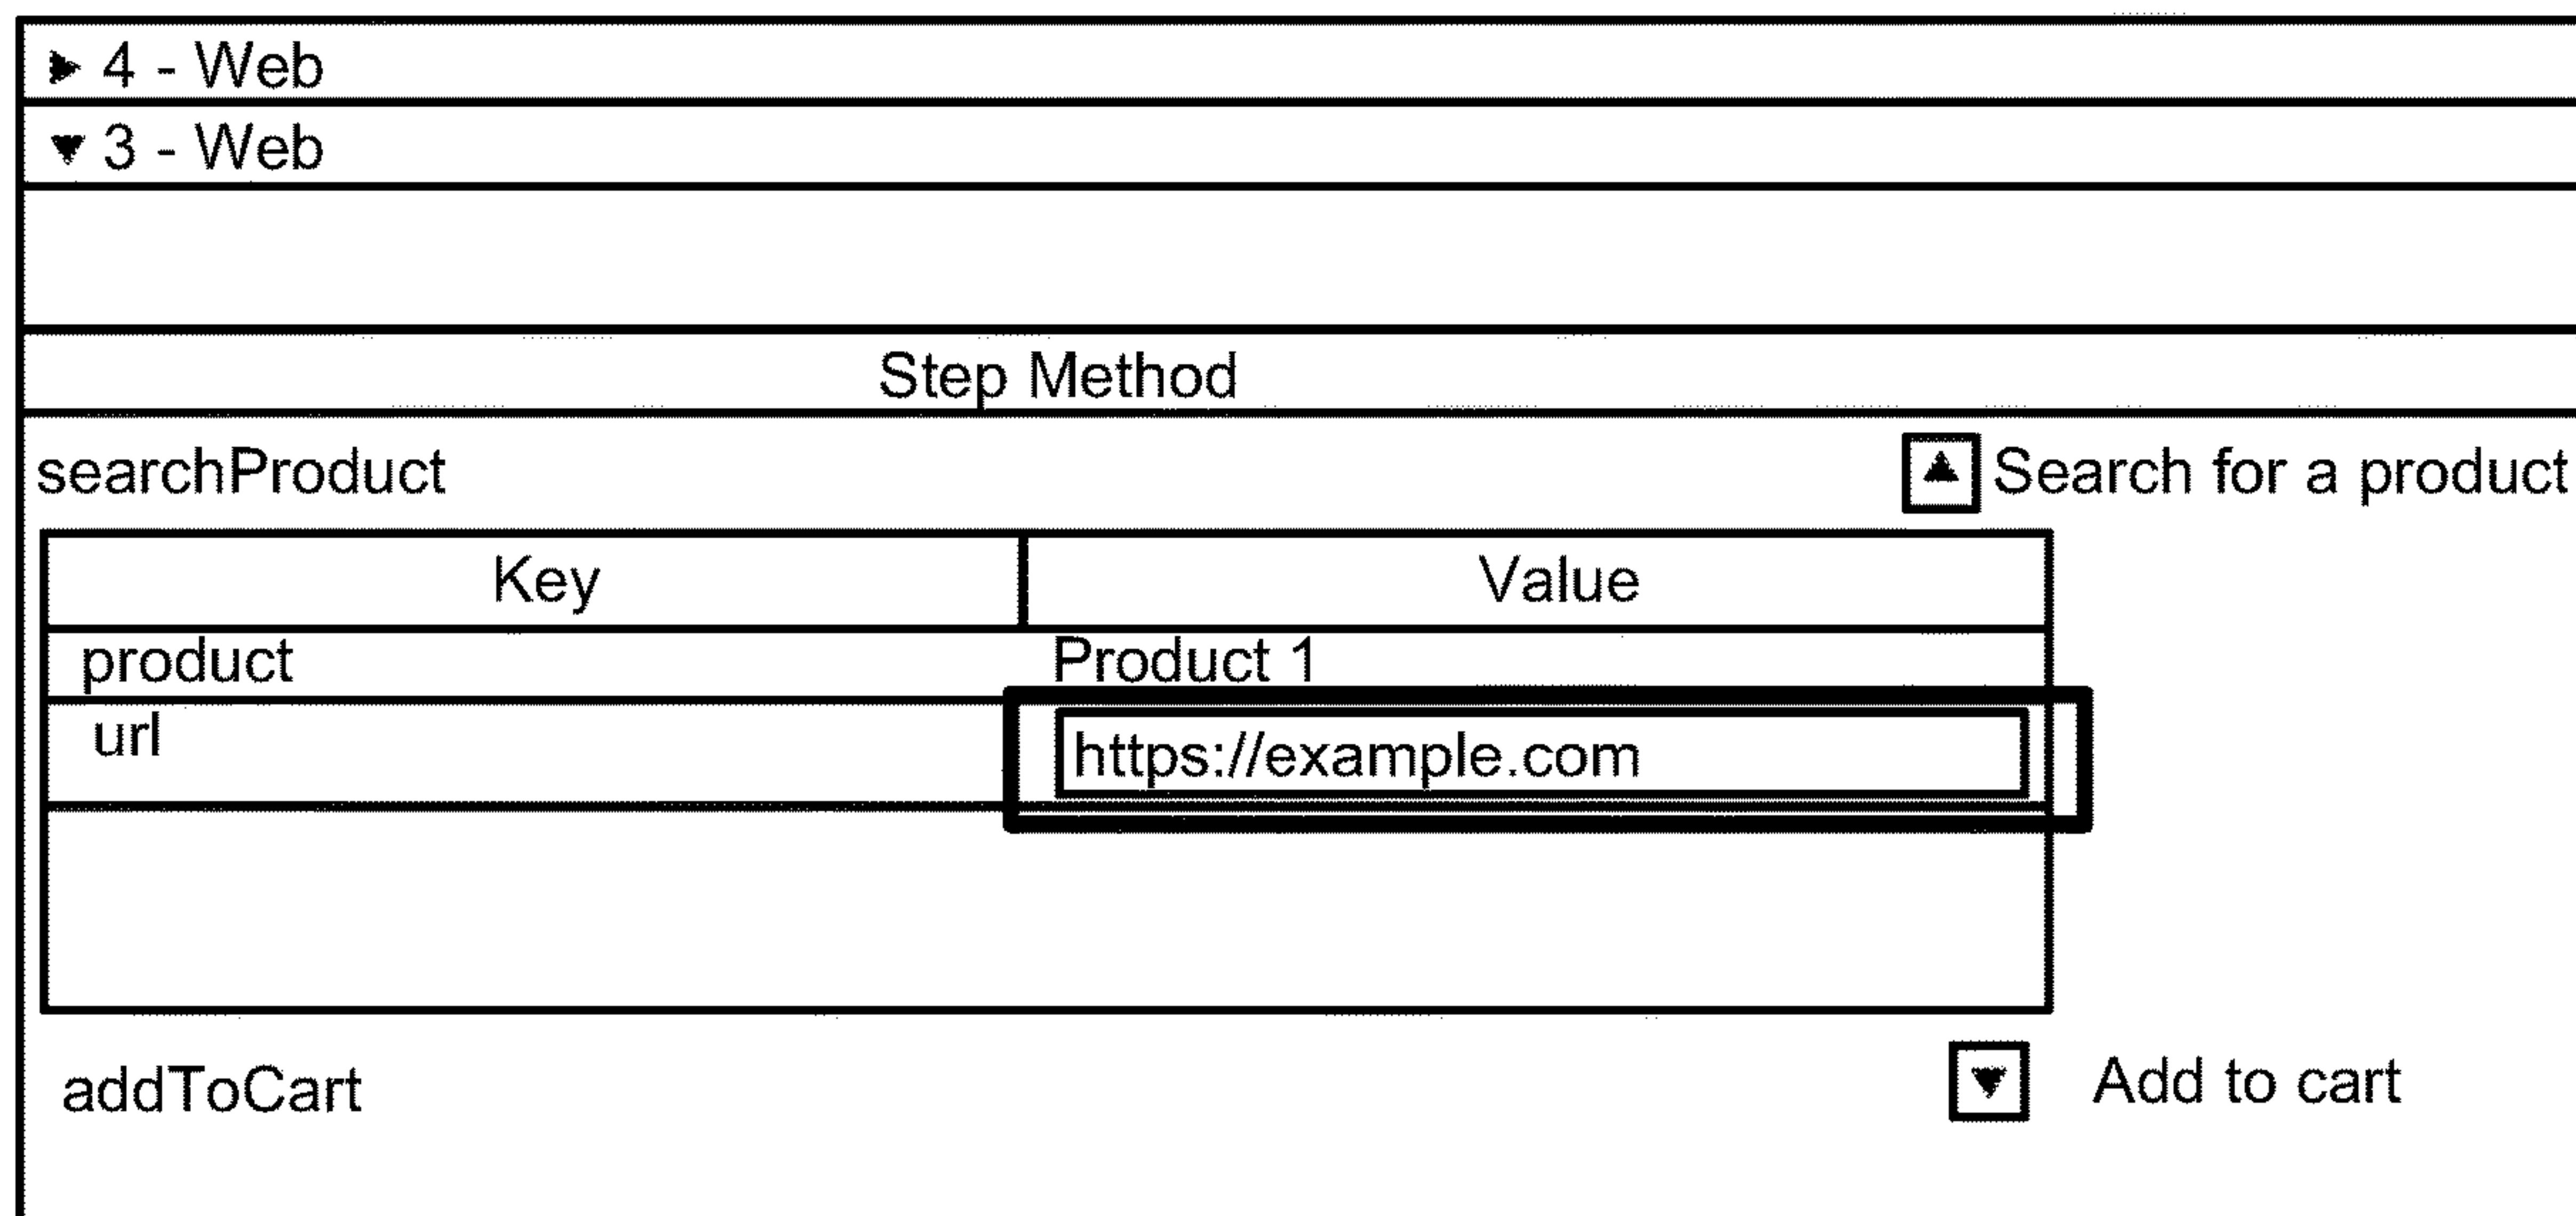 4 - Web
3 - Web
Step Method
searchProduct Search for a product
Key Value
product Product 1
url https://example.com
addToCart Add to cart